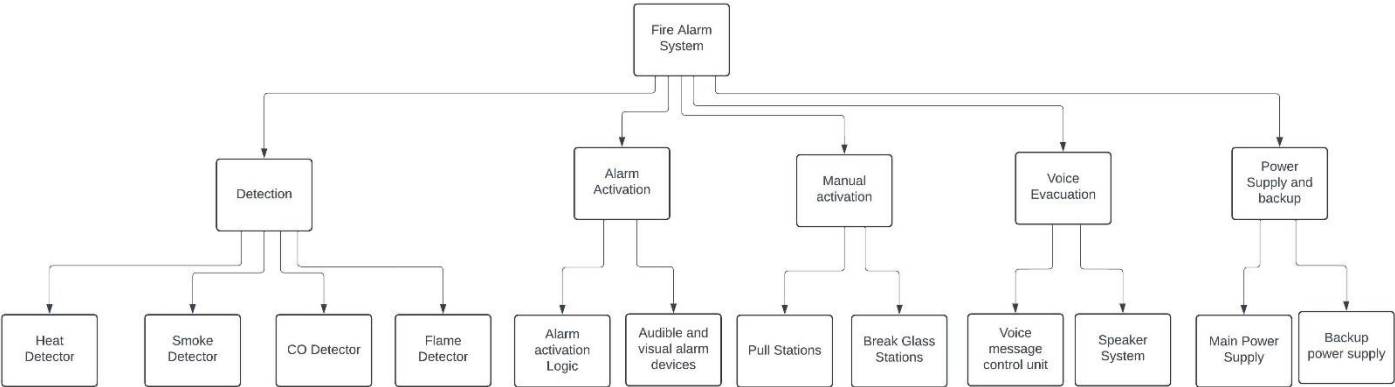 Fire Alarm
System
Detection
Alarm
Activation
Manual
activation
Voice
Evacuation
Power
Supply and
backup
Heat
Detector
Smoke
Detector
CO Detector
Flame
Detector
Alarm
activation
Logic
Audible and
visual alarm
devices
Pull Stations
Break Glass
Stations
Voice
message
control unit
Speaker
System
Main Power
Supply
Backup
power supply